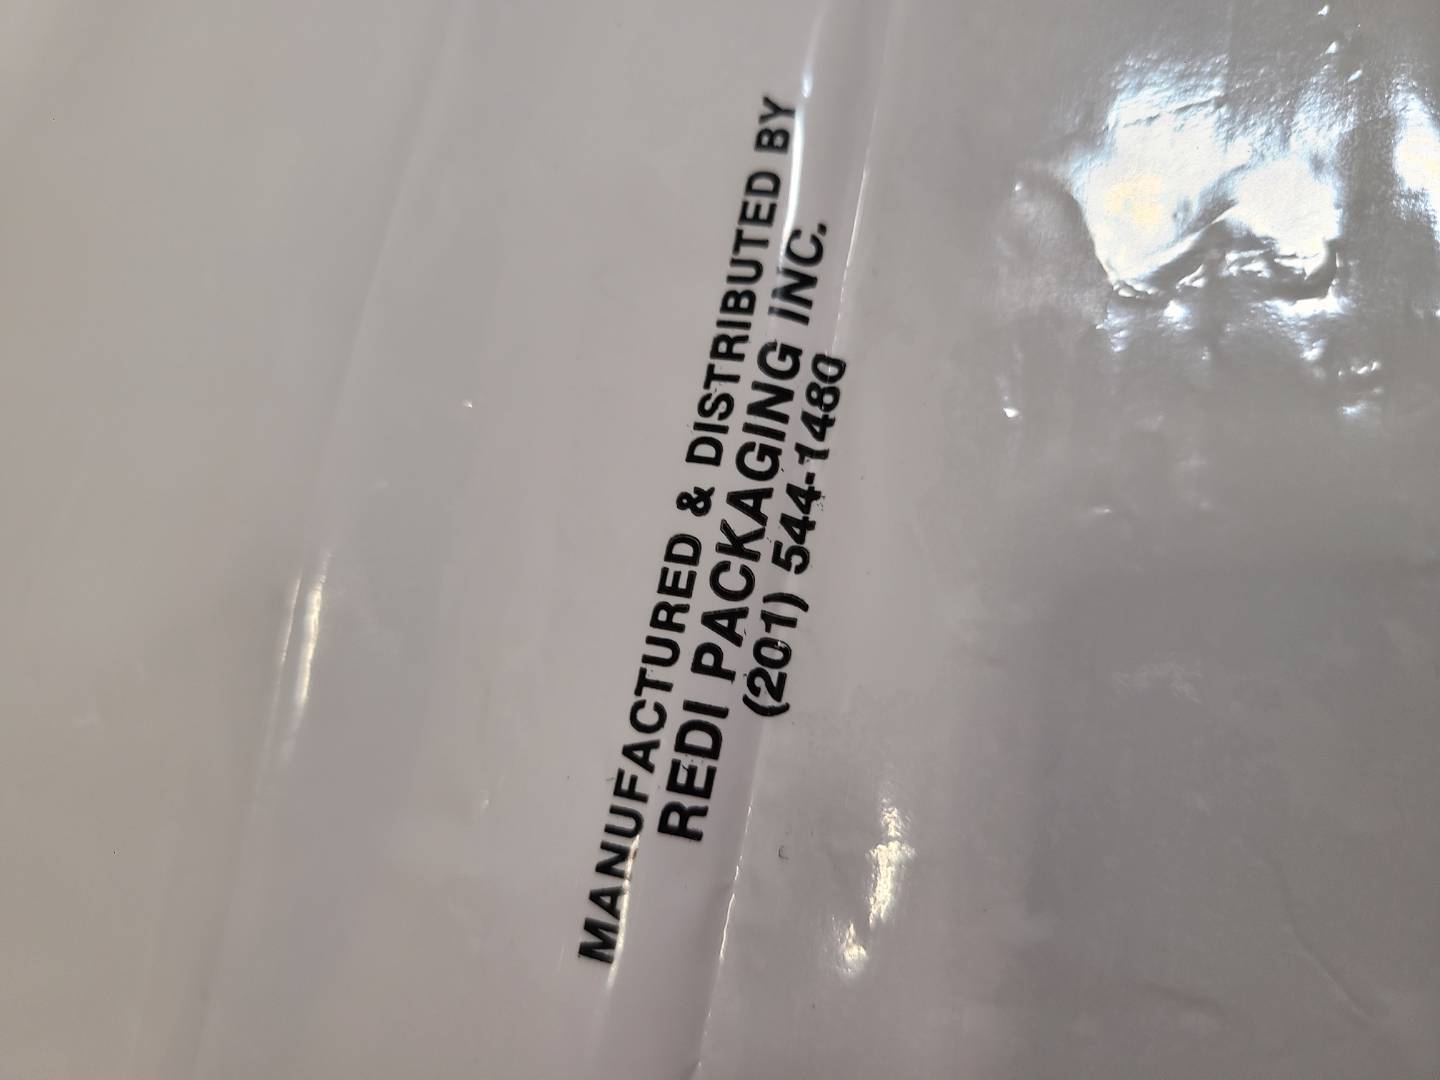 MANUFACTURED & DISTRIBUTED BY
REDI PACKAGING INC.
(201) 544-1480